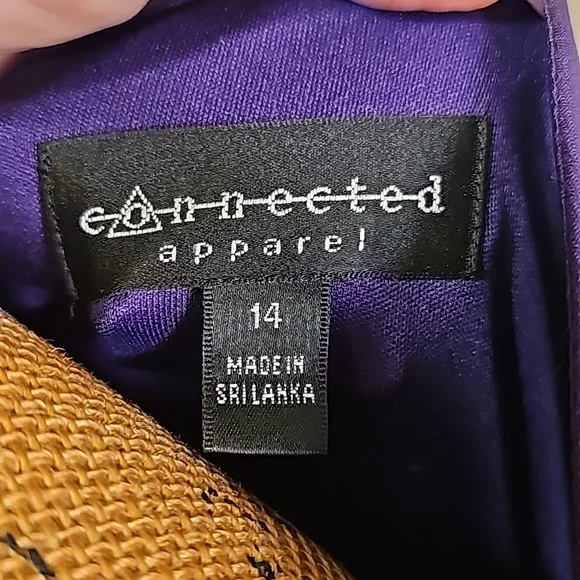 connected
apparel
14
MADE IN
SRI LANKA